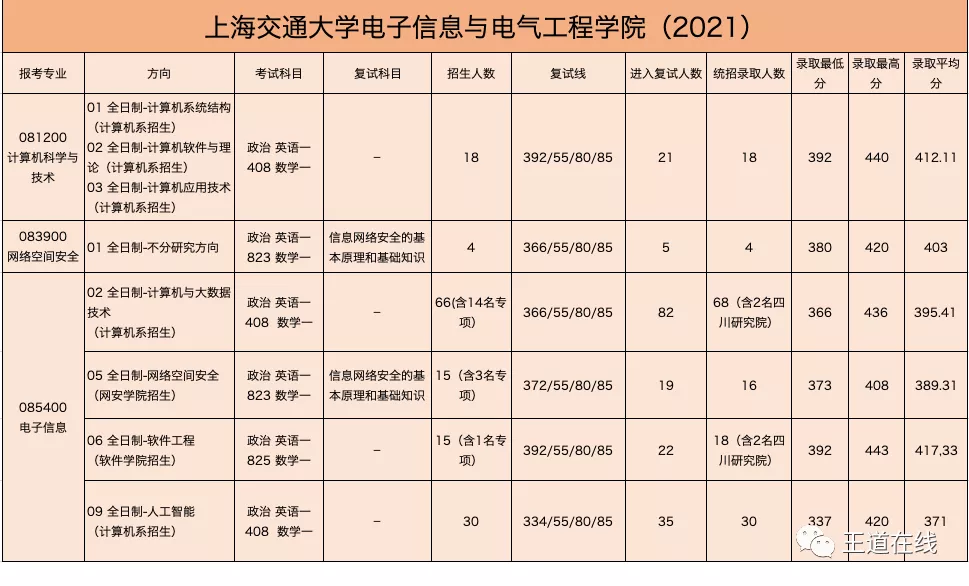 上海交通大学电子信息与电气工程学院（2021）
报考专业 方向 考试科目 复试科目 招生人数 复试线 进入复试人数 统招录取人数 录取最低分 录取最高分 录取平均分
081200
计算机科学与
技术
01 全日制-计算机系统结构
（计算机系招生）
02 全日制-计算机软件与理
论（计算机系招生）
03 全日制-计算机应用技术
（计算机系招生）
政治 英语一
408 数学一
–
18
392/55/80/85
21
18
392
440
412.11
083900
网络空间安全
01 全日制-不分研究方向
政治 英语一
823 数学一
信息网络安全的基
本原理和基础知识
4
366/55/80/85
5
4
380
420
403
085400
电子信息
02 全日制-计算机与大数据
技术
（计算机系招生）
政治 英语一
408 数学一
–
66(含14名专
项）
366/55/80/85
82
68（含2名四
川研究院）
366
436
395.41
05 全日制-网络空间安全
（网安学院招生）
政治 英语一
823 数学一
信息网络安全的基
本原理和基础知识
15（含3名专
项）
372/55/80/85
19
16
373
408
389.31
06 全日制-软件工程
（软件学院招生）
政治 英语一
825 数学一
–
15（含1名专
项）
392/55/80/85
22
18（含2名四
川研究院）
392
443
417,33
09 全日制-人工智能
（计算机系招生）
政治 英语一
408 数学一
–
30
334/55/80/85
35
30
337
420
371
王道在线